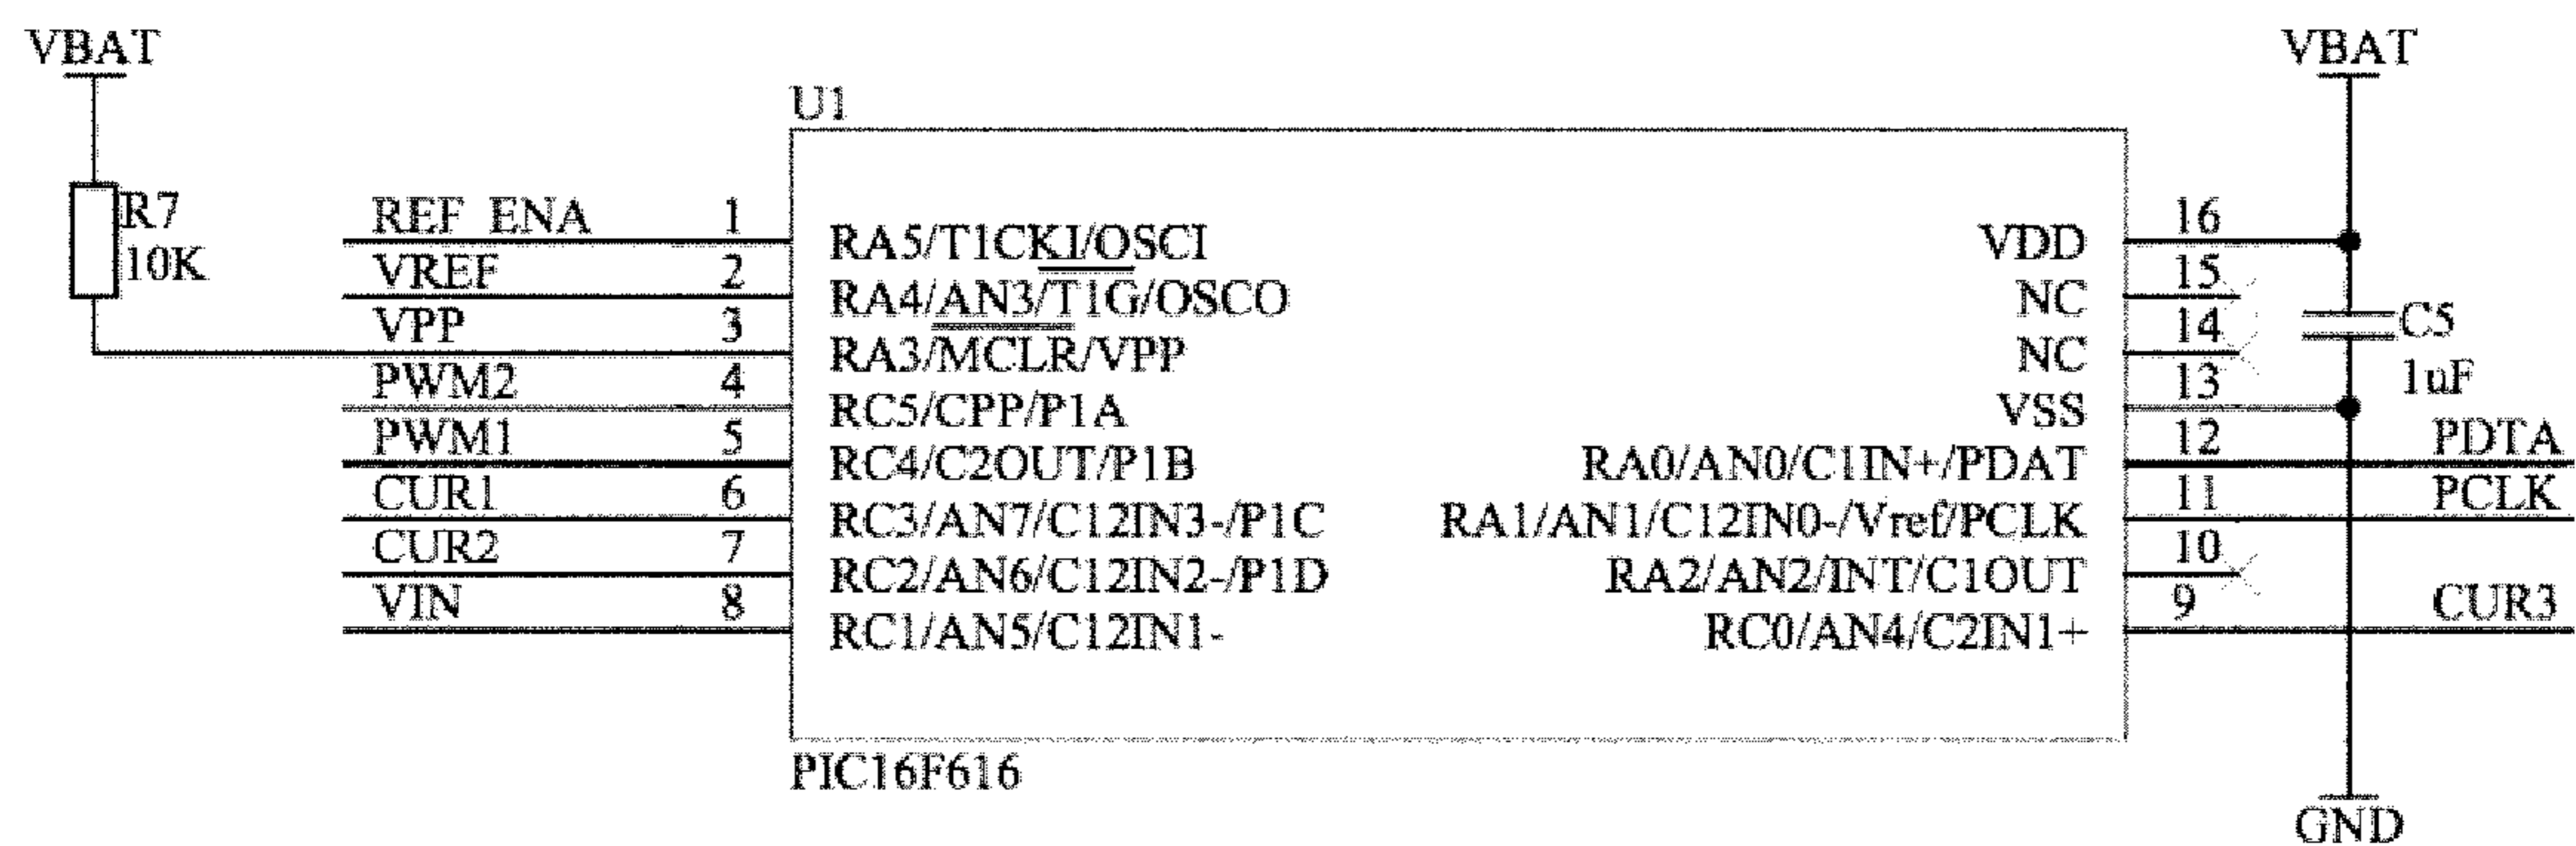 VBAT
VBAT
U1
R7
10K
REF_ENA 1 RA5/T1CKI/OSCI
VREF 2 RA4/AN3/T1G/OSCO
VPP 3 RA3/MCLR/VPP
PWM2 4 RC5/CPP/P1A
PWM1 5 RC4/C2OUT/P1B
CUR1 6 RC3/AN7/C12IN3-/P1C
CUR2 7 RC2/AN6/C12IN2-/P1D
VIN 8 RC1/AN5/C12IN1-
VDD 16
NC 15
NC 14
VSS 13
RA0/AN0/C1IN+/PDAT 12 PDTA
RA1/AN1/C12IN0-/Vref/PCLK 11 PCLK
RA2/AN2/INT/C1OUT 10
RC0/AN4/C2IN1+ 9 CUR3
C5
1uF
PIC16F616
GND